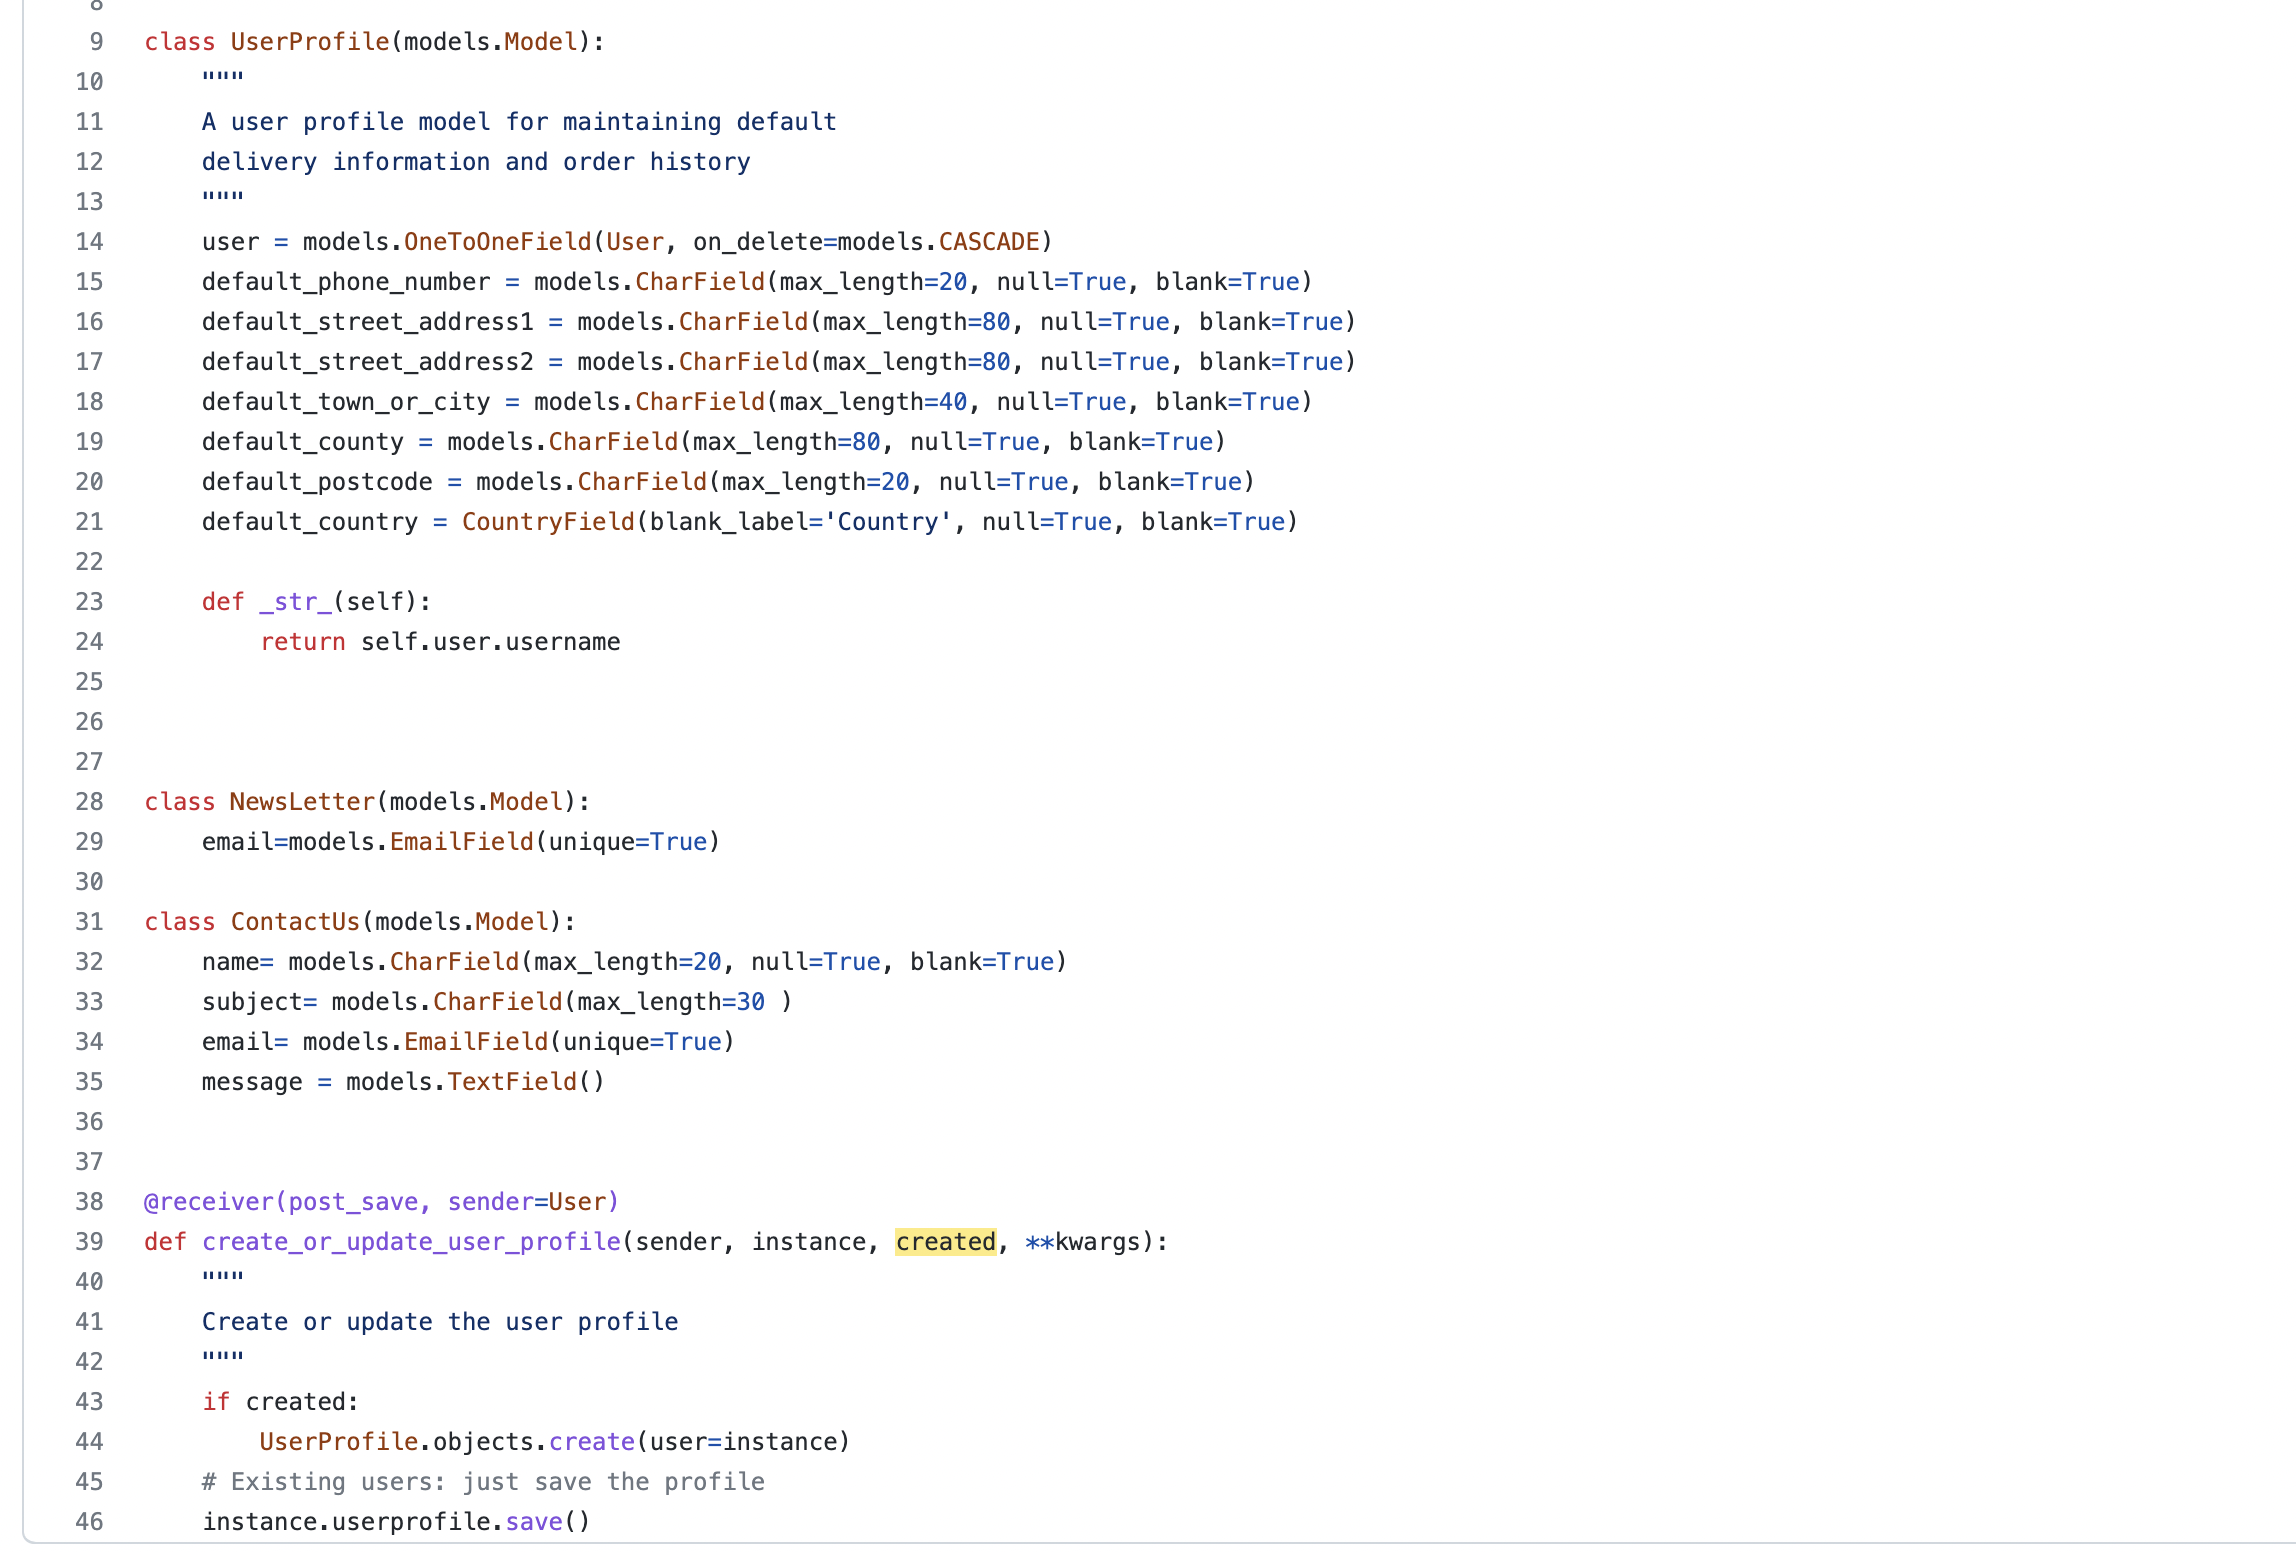 8
9 class UserProfile(models.Model):
10 """
11 A user profile model for maintaining default
12 delivery information and order history
13 """
14 user = models.OneToOneField(User, on_delete=models.CASCADE)
15 default_phone_number = models.CharField(max_length=20, null=True, blank=True)
16 default_street_address1 = models.CharField(max_length=80, null=True, blank=True)
17 default_street_address2 = models.CharField(max_length=80, null=True, blank=True)
18 default_town_or_city = models.CharField(max_length=40, null=True, blank=True)
19 default_county = models.CharField(max_length=80, null=True, blank=True)
20 default_postcode = models.CharField(max_length=20, null=True, blank=True)
21 default_country = CountryField(blank_label='Country', null=True, blank=True)
22
23 def _str_(self):
24 return self.user.username
25
26
27
28 class NewsLetter(models.Model):
29 email=models.EmailField(unique=True)
30
31 class ContactUs(models.Model):
32 name= models.CharField(max_length=20, null=True, blank=True)
33 subject= models.CharField(max_length=30 )
34 email= models.EmailField(unique=True)
35 message = models.TextField()
36
37
38 @receiver(post_save, sender=User)
39 def create_or_update_user_profile(sender, instance, created, **kwargs):
40 """
41 Create or update the user profile
42 """
43 if created:
44 UserProfile.objects.create(user=instance)
45 # Existing users: just save the profile
46 instance.userprofile.save()